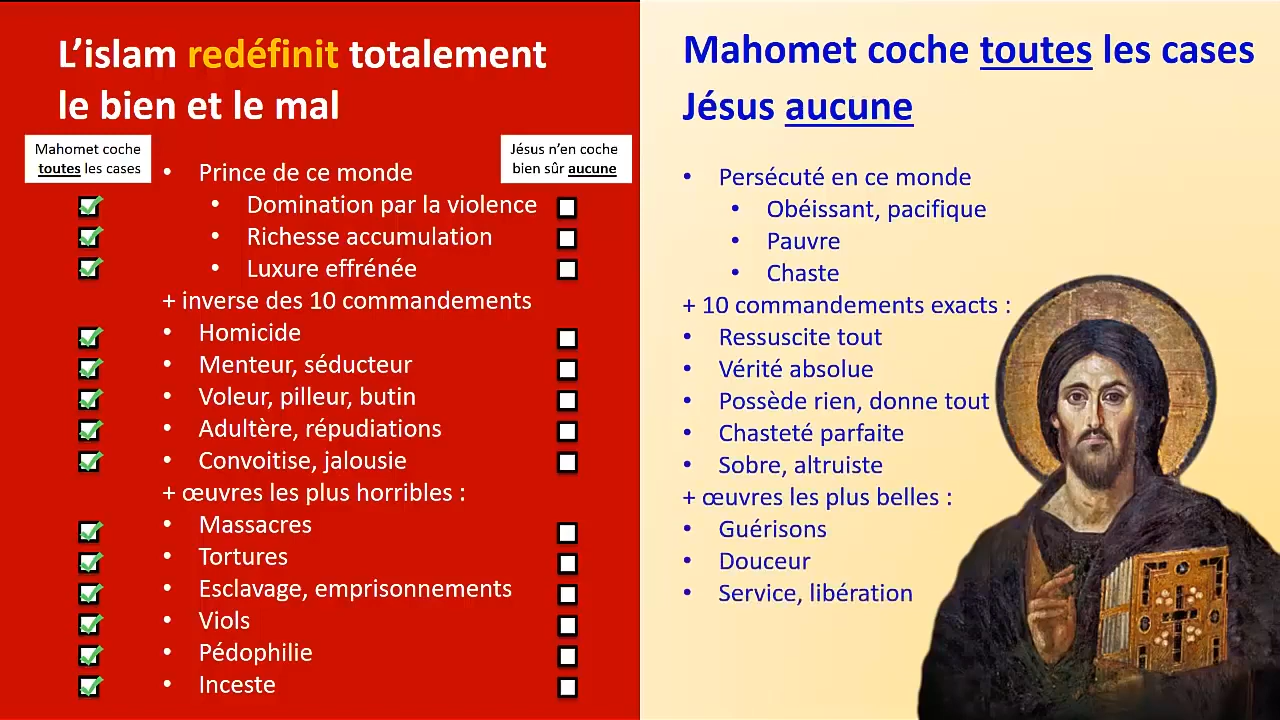 L'islam redéfinit totalement
le bien et le mal
Mahomet coche
toutes les cases
Jésus n'en coche
bien sûr aucune
• Prince de ce monde
• Domination par la violence
• Richesse accumulation
• Luxure effrénée
+ inverse des 10 commandements
• Homicide
• Menteur, séducteur
• Voleur, pilleur, butin
• Adultère, répudiations
• Convoitise, jalousie
+ œuvres les plus horribles :
• Massacres
• Tortures
• Esclavage, emprisonnements
• Viols
• Pédophilie
• Inceste
Mahomet coche toutes les cases
Jésus aucune
• Persécuté en ce monde
• Obéissant, pacifique
• Pauvre
• Chaste
+ 10 commandements exacts :
• Ressuscite tout
• Vérité absolue
• Possède rien, donne tout
• Chasteté parfaite
• Sobre, altruiste
+ œuvres les plus belles :
• Guérisons
• Douceur
• Service, libération